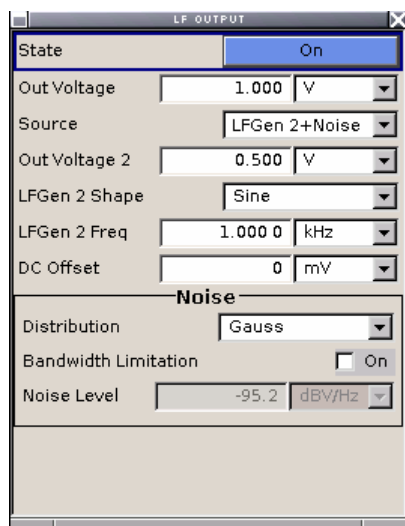 LF OUTPUT
State On
Out Voltage 1.000 V
Source LFGen 2+Noise
Out Voltage 2 0.500 V
LFGen 2 Shape Sine
LFGen 2 Freq 1.000 0 kHz
DC Offset 0 mV
Noise
Distribution Gauss
Bandwidth Limitation On
Noise Level -95.2 dBV/Hz